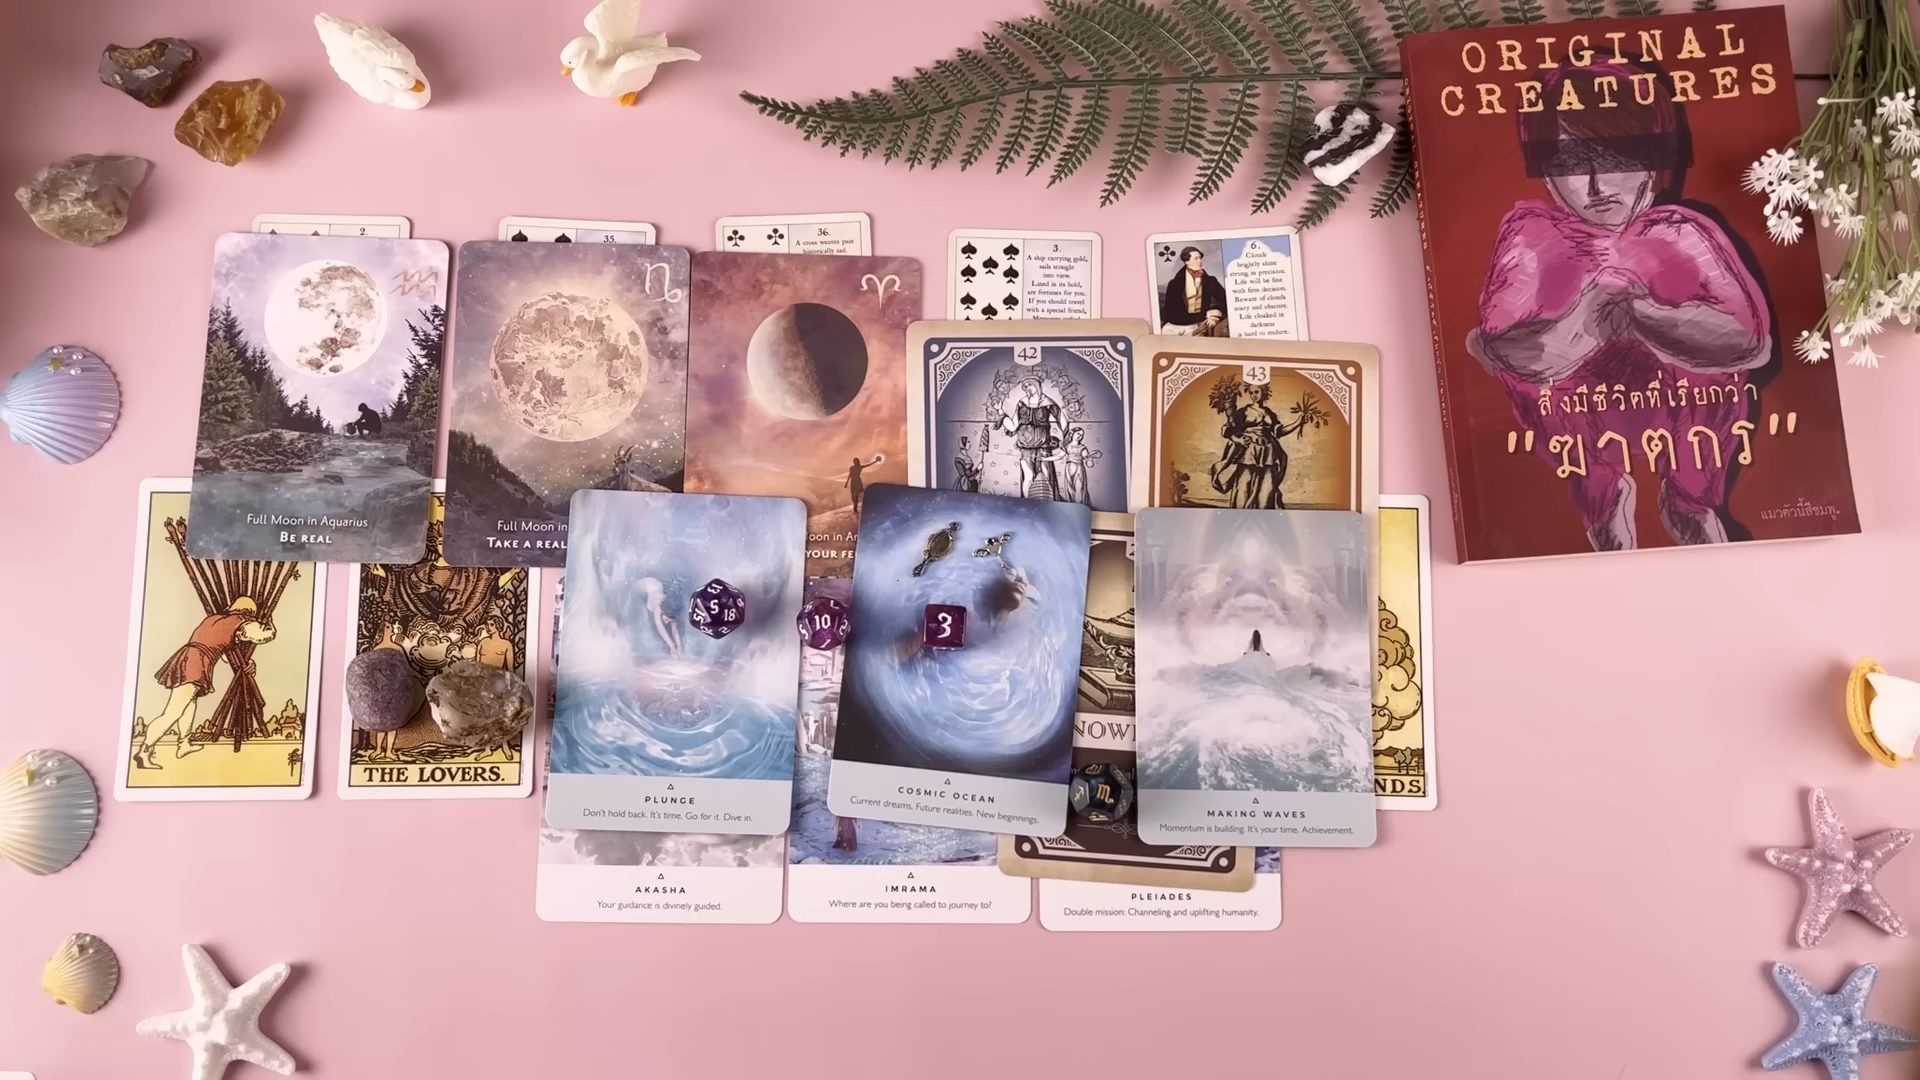 ORIGINAL
CREATURES
สิ่งมีชีวิตที่เรียกว่า
"ฆาตกร"
แมวตัวนี้สีชมพู.
2.
35.
36.
A cross weaves pain
historically sad.
3.
A ship carrying gold,
sails straight
into view.
Listed in its hold,
are fortunes for you.
If you should travel
with a special friend,
6.
Clouds
brightly shine
strong in precision.
Life will be fine
with firm decision.
Beware of clouds
scary and obscure.
Life cloaked in
darkness
is hard to endure.
Full Moon in Aquarius
BE REAL
Full Moon in
TAKE A REAL
Moon in Ar
YOUR FE
42
43
THE LOVERS.
NDS.
NOW
5
18
13
10
3
PLUNGE
Don't hold back. It's time. Go for it. Dive in.
COSMIC OCEAN
Current dreams. Future realities. New beginnings.
MAKING WAVES
Momentum is building. It's your time. Achievement.
AKASHA
Your guidance is divinely guided.
IMRAMA
Where are you being called to journey to?
PLEIADES
Double mission: Channeling and uplifting humanity.